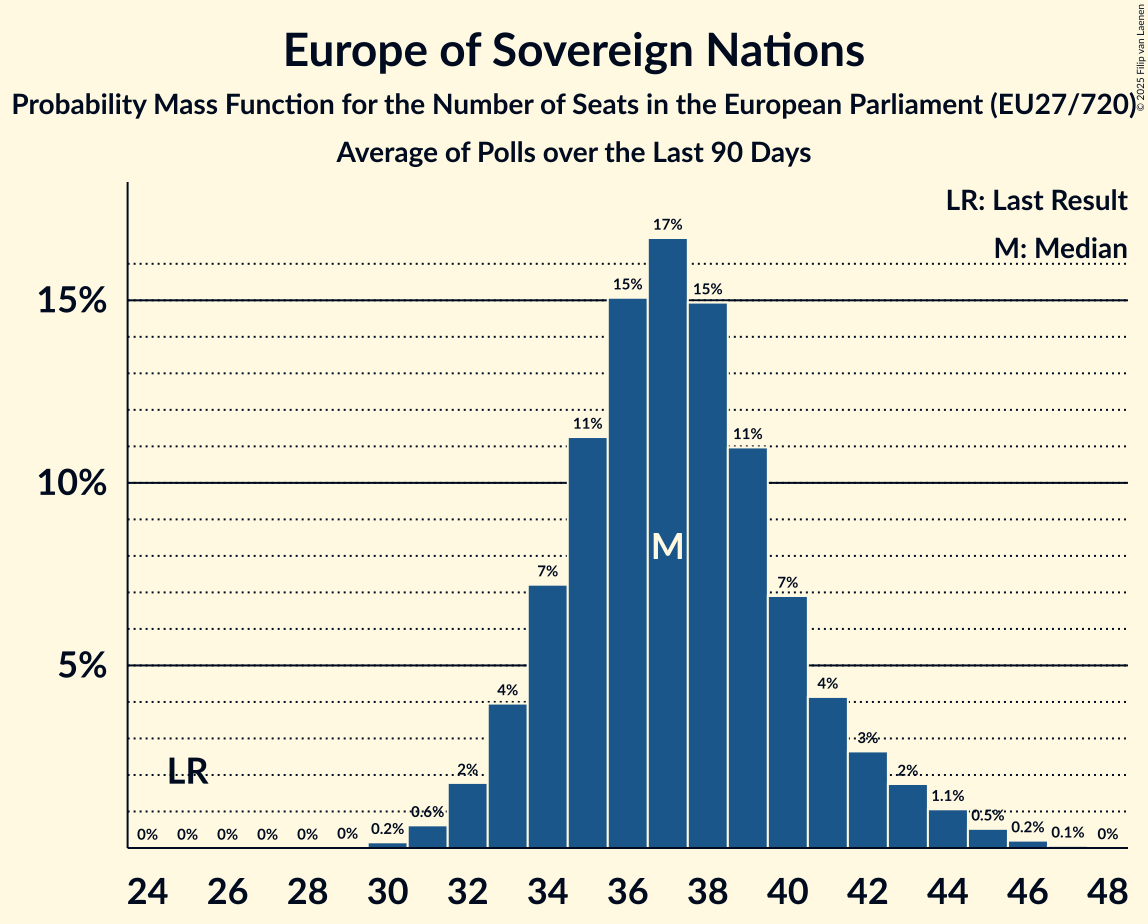 Europe of Sovereign Nations
Probability Mass Function for the Number of Seats in the European Parliament (EU27/720)
Average of Polls over the Last 90 Days
© 2025 Filip van Laenen
LR: Last Result
M: Median
15%
10%
5%
0% 0% 0% 0% 0% 0% 0.2% 0.6% 2% 4% 7% 11% 15% 17% 15% 11% 7% 4% 3% 2% 1.1% 0.5% 0.2% 0.1% 0%
LR
M
24 26 28 30 32 34 36 38 40 42 44 46 48